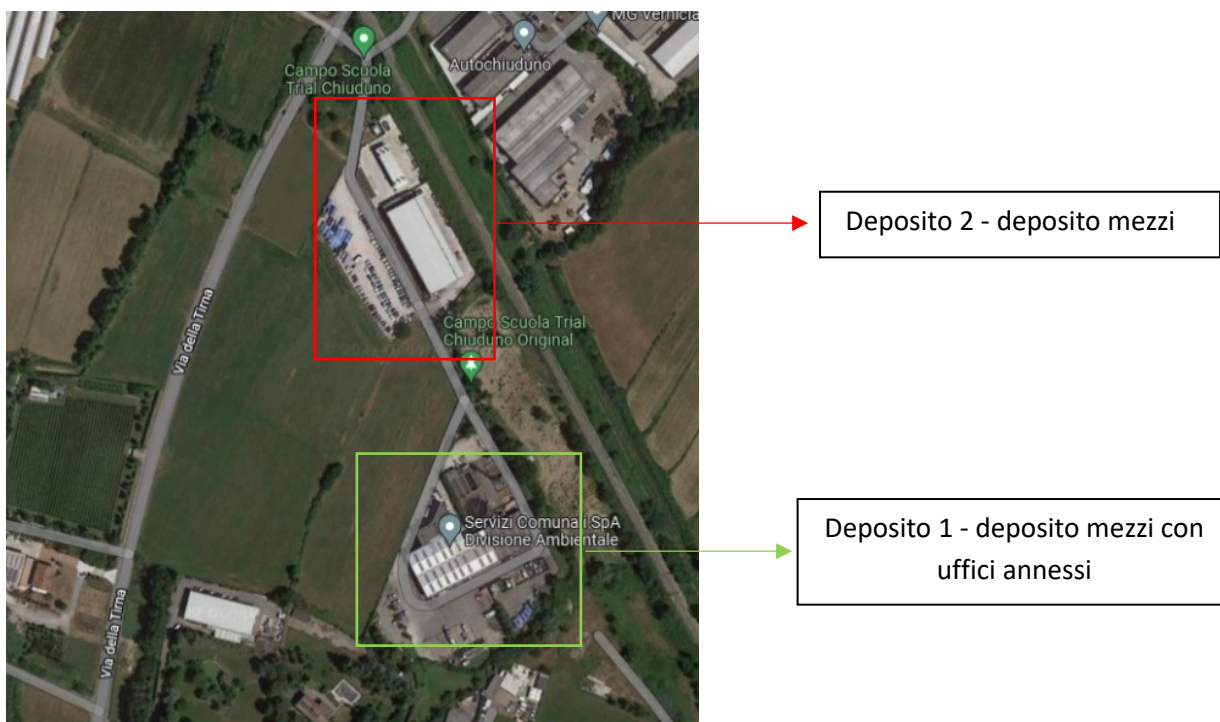 MG Vernicia
Campo Scuola
Trial Chiuduno
Autochiuduno
Deposito 2 - deposito mezzi
Via della Tirna
Campo Scuola Trial
Chiuduno Original
Servizi Comunali SpA
Divisione Ambientale
Deposito 1 - deposito mezzi con
uffici annessi
Via della Tirna